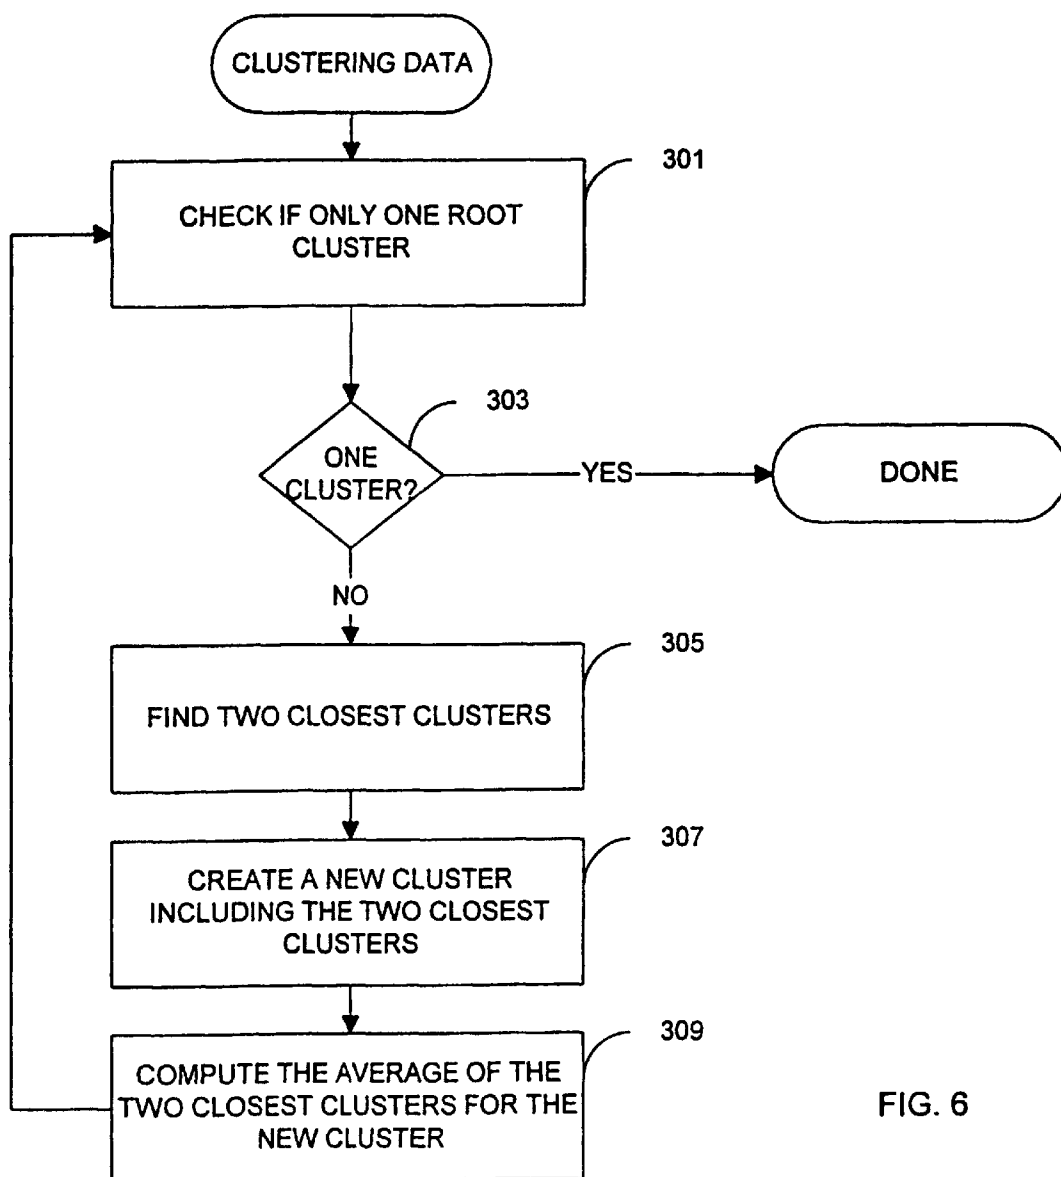 CLUSTERING DATA
301
CHECK IF ONLY ONE ROOT
CLUSTER
303
ONE
CLUSTER?
YES
DONE
NO
305
FIND TWO CLOSEST CLUSTERS
307
CREATE A NEW CLUSTER
INCLUDING THE TWO CLOSEST
CLUSTERS
309
COMPUTE THE AVERAGE OF THE
TWO CLOSEST CLUSTERS FOR THE
NEW CLUSTER
FIG. 6